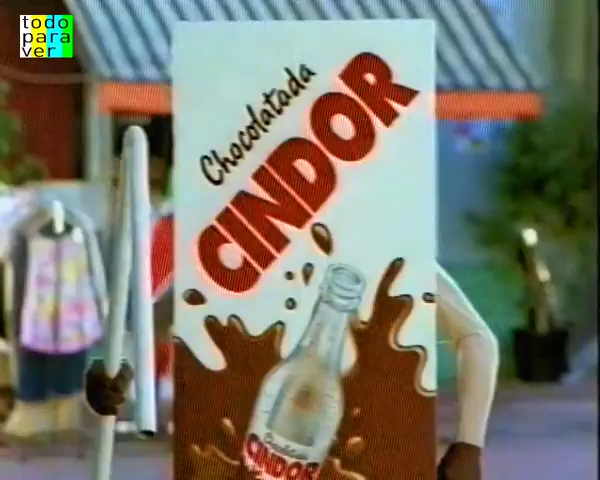 todo
para
ver
Chocolatada
CINDOR
CINDOR